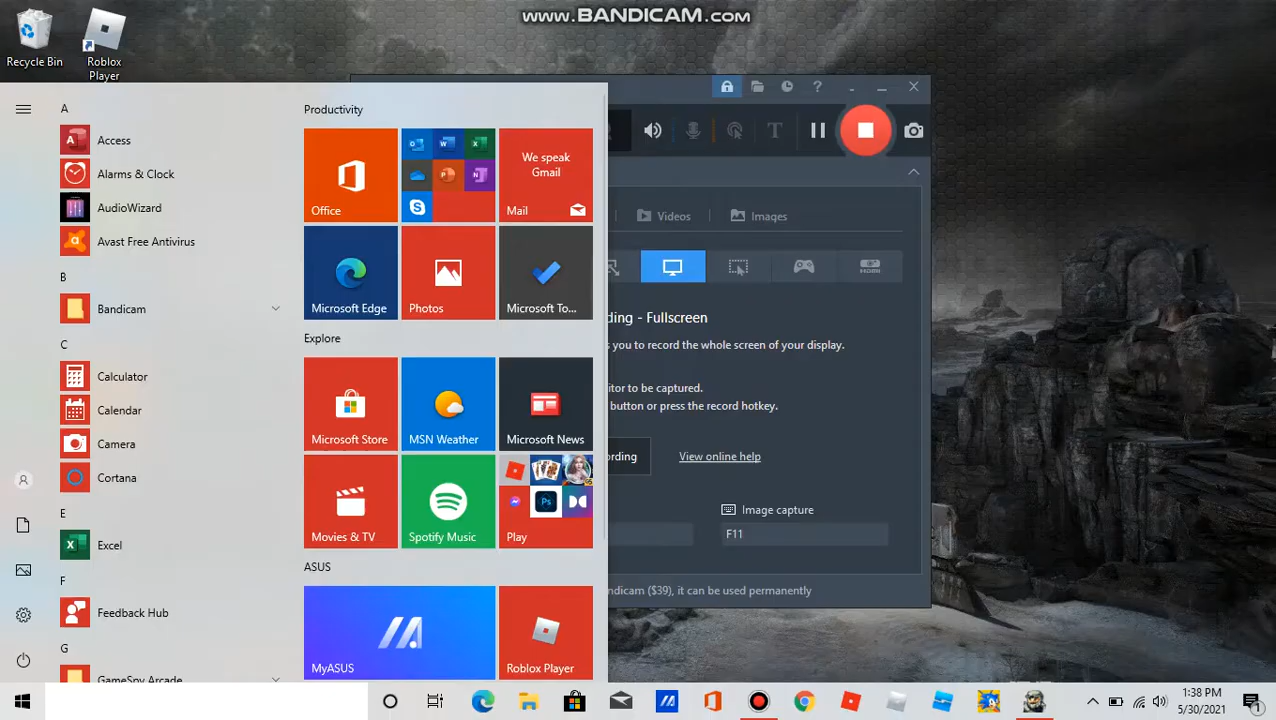 www.BANDICAM.com
Recycle Bin
Roblox
Player
A
Access
Alarms & Clock
AudioWizard
Avast Free Antivirus
B
Bandicam
C
Calculator
Calendar
Camera
Cortana
E
Excel
F
Feedback Hub
G
GameSpy Arcade
Productivity
Office
We speak
Gmail
Mail
Microsoft Edge
Photos
Microsoft To...
Explore
Microsoft Store
MSN Weather
Microsoft News
Movies & TV
Spotify Music
Play
ASUS
MyASUS
Roblox Player
Videos
Images
HDMI
ding - Fullscreen
s you to record the whole screen of your display.
itor to be captured.
button or press the record hotkey.
rding
View online help
Image capture
F11
ndicam ($39), it can be used permanently
1:38 PM
5/30/2021
1